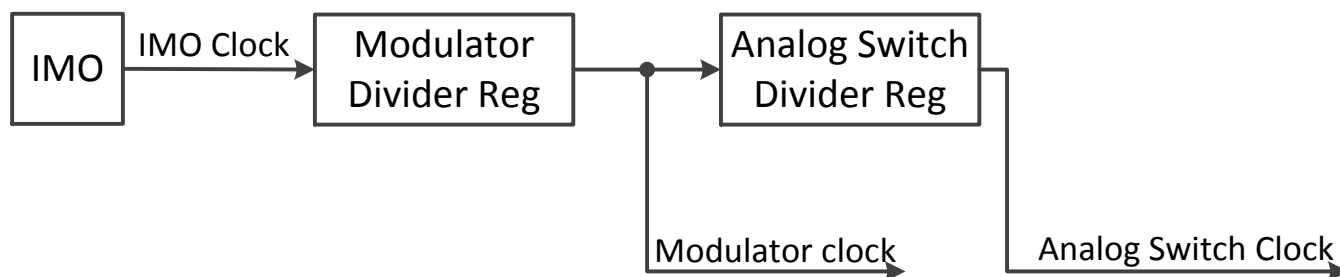 IMO
IMO Clock
Modulator
Divider Reg
Analog Switch
Divider Reg
Modulator clock
Analog Switch Clock